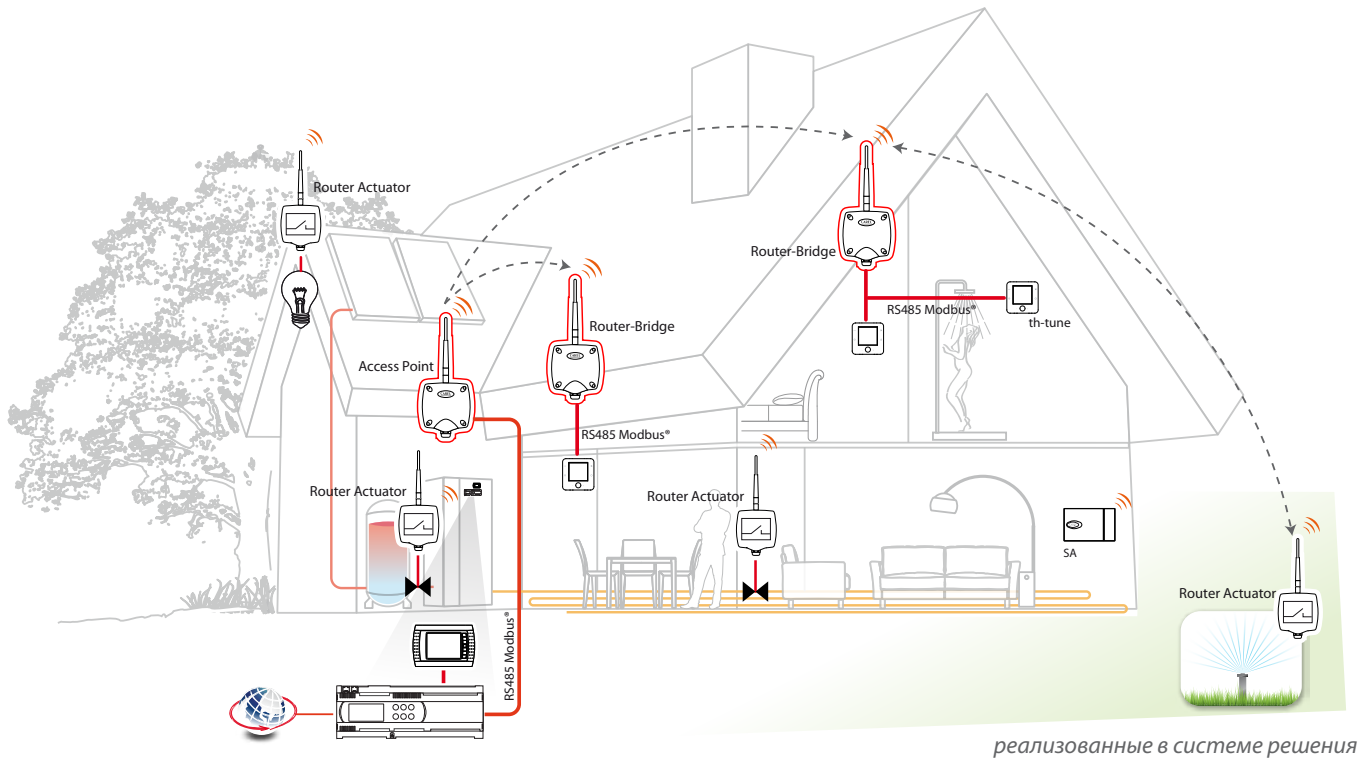 Router Actuator
Router-Bridge
RS485 Modbus®
th-tune
Router-Bridge
Access Point
RS485 Modbus®
Router Actuator
Router Actuator
SA
Router Actuator
RS485 Modbus®
реализованные в системе решения